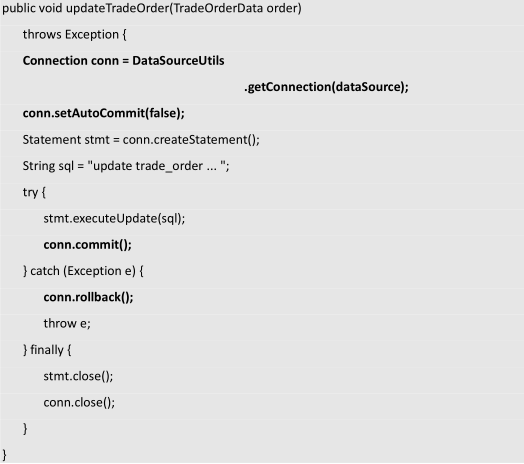 public void updateTradeOrder(TradeOrderData order)
throws Exception {
Connection conn = DataSourceUtils
.getConnection(dataSource);
conn.setAutoCommit(false);
Statement stmt = conn.createStatement();
String sql = "update trade_order ... ";
try {
stmt.executeUpdate(sql);
conn.commit();
} catch (Exception e) {
conn.rollback();
throw e;
} finally {
stmt.close();
conn.close();
}
}